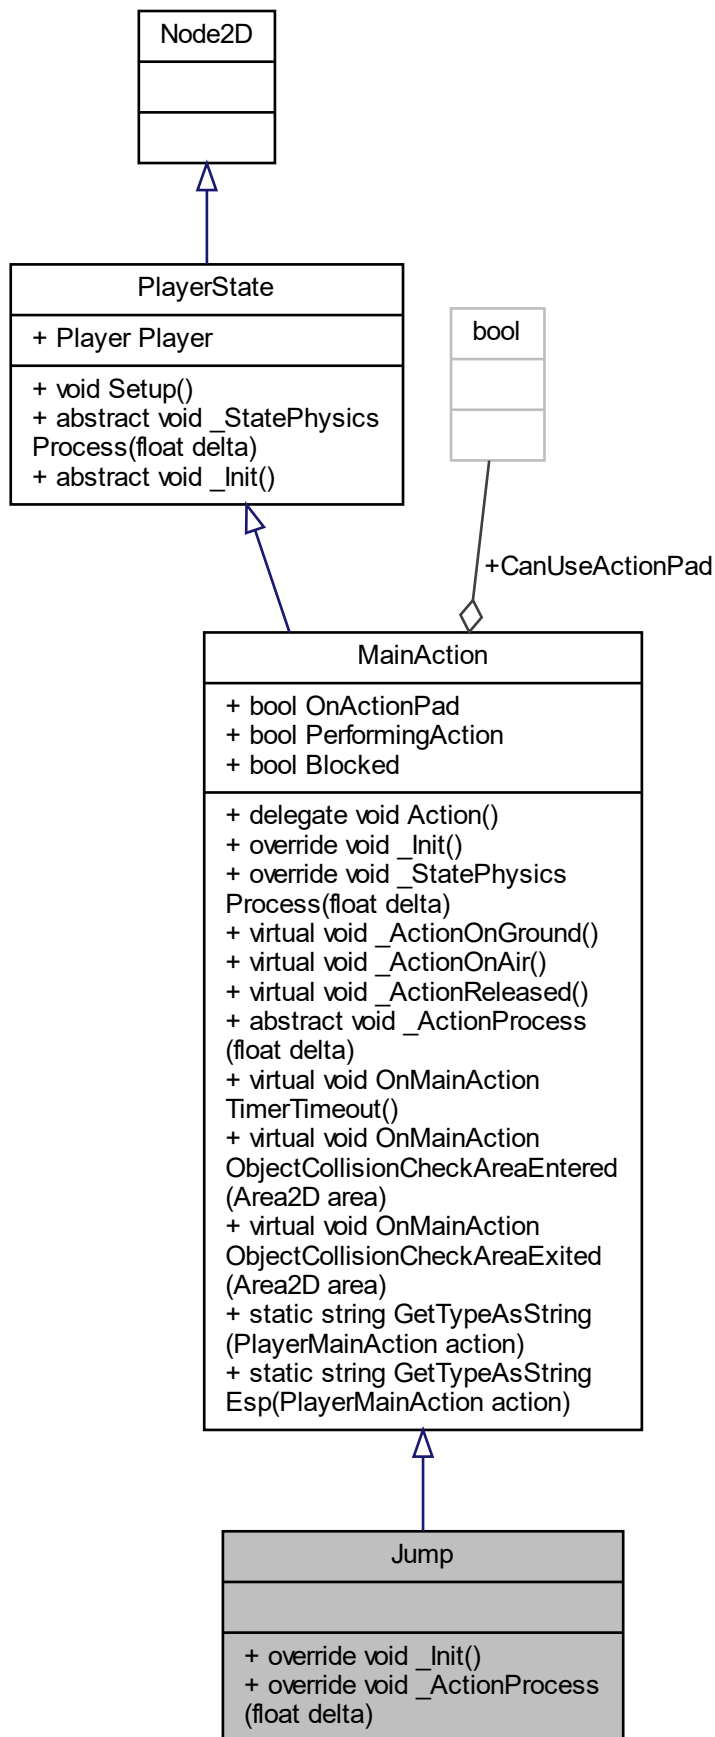 Node2D
PlayerState
+ Player Player
+ void Setup()
+ abstract void _StatePhysics
Process(float delta)
+ abstract void _Init()
bool
+CanUseActionPad
MainAction
+ bool OnActionPad
+ bool PerformingAction
+ bool Blocked
+ delegate void Action()
+ override void _Init()
+ override void _StatePhysics
Process(float delta)
+ virtual void _ActionOnGround()
+ virtual void _ActionOnAir()
+ virtual void _ActionReleased()
+ abstract void _ActionProcess
(float delta)
+ virtual void OnMainAction
TimerTimeout()
+ virtual void OnMainAction
ObjectCollisionCheckAreaEntered
(Area2D area)
+ virtual void OnMainAction
ObjectCollisionCheckAreaExited
(Area2D area)
+ static string GetTypeAsString
(PlayerMainAction action)
+ static string GetTypeAsString
Esp(PlayerMainAction action)
Jump
+ override void _Init()
+ override void _ActionProcess
(float delta)